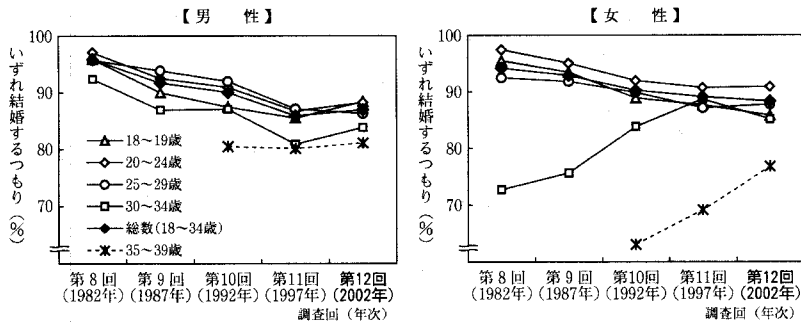 【男　性】
いずれ結婚するつもり（％）
100
90
80
70
18～19歳
20～24歳
25～29歳
30～34歳
総数(18～34歳)
35～39歳
第８回 第９回 第10回 第11回 第12回
(1982年) (1987年) (1992年) (1997年) (2002年)
調査回（年次）
【女　性】
いずれ結婚するつもり（％）
100
90
80
70
第８回 第９回 第10回 第11回 第12回
(1982年) (1987年) (1992年) (1997年) (2002年)
調査回（年次）